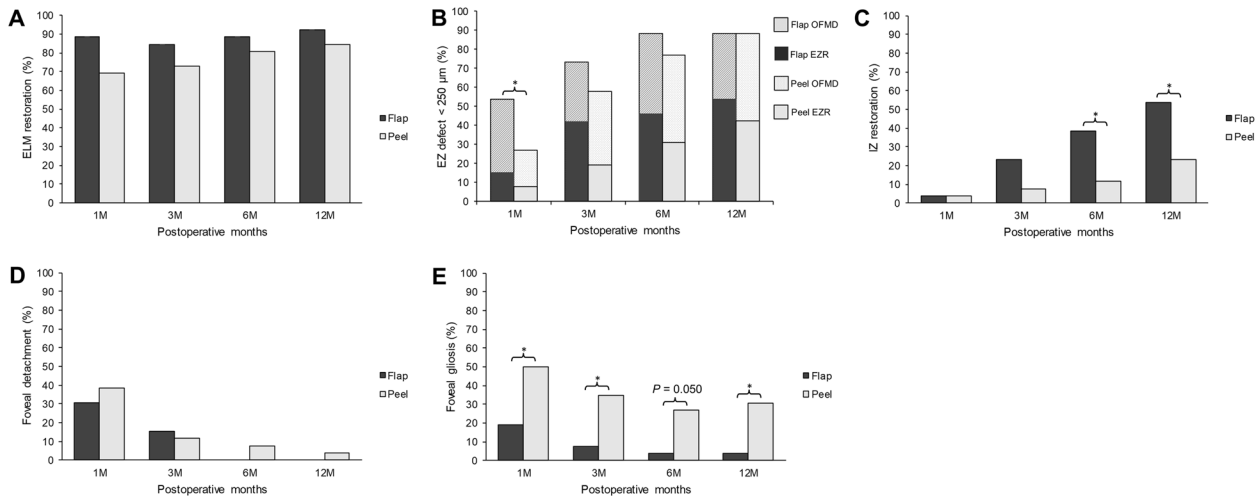 A
ELM restoration (%)
100
90
80
70
60
50
40
30
20
10
0
1M 3M 6M 12M
Postoperative months
Flap
Peel
B
EZ defect < 250 µm (%)
100
90
80
70
60
50
40
30
20
10
0
*
1M 3M 6M 12M
Postoperative months
Flap OFMD
Flap EZR
Peel OFMD
Peel EZR
C
IZ restoration (%)
100
90
80
70
60
50
40
30
20
10
0
* *
1M 3M 6M 12M
Postoperative months
Flap
Peel
D
Foveal detachment (%)
100
90
80
70
60
50
40
30
20
10
0
1M 3M 6M 12M
Postoperative months
Flap
Peel
E
Foveal gliosis (%)
100
90
80
70
60
50
40
30
20
10
0
* * P = 0.050 *
1M 3M 6M 12M
Postoperative months
Flap
Peel